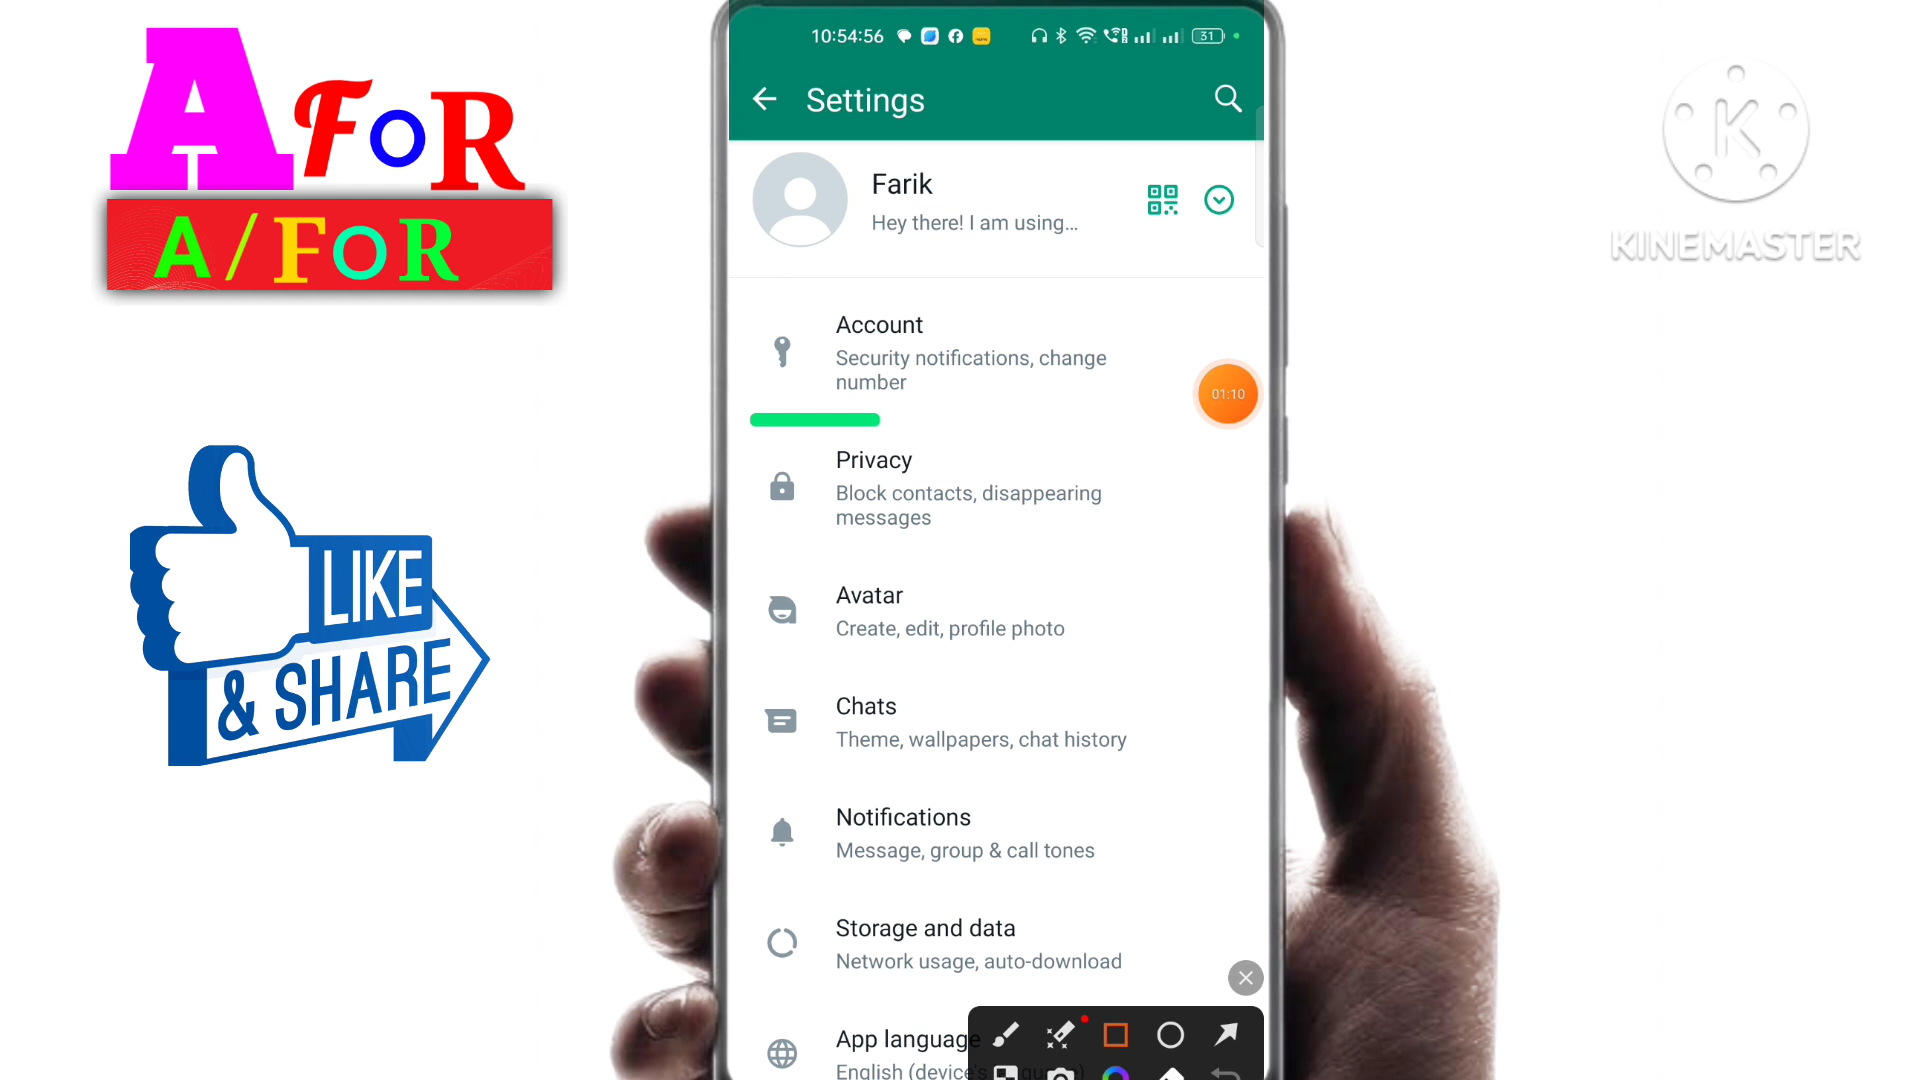 A FOR
A/FOR
LIKE
& SHARE
10:54:56
31
Settings
Farik
Hey there! I am using...
Account
Security notifications, change
number
01:10
Privacy
Block contacts, disappearing
messages
Avatar
Create, edit, profile photo
Chats
Theme, wallpapers, chat history
Notifications
Message, group & call tones
Storage and data
Network usage, auto-download
App language
English (device's
K
KINEMASTER